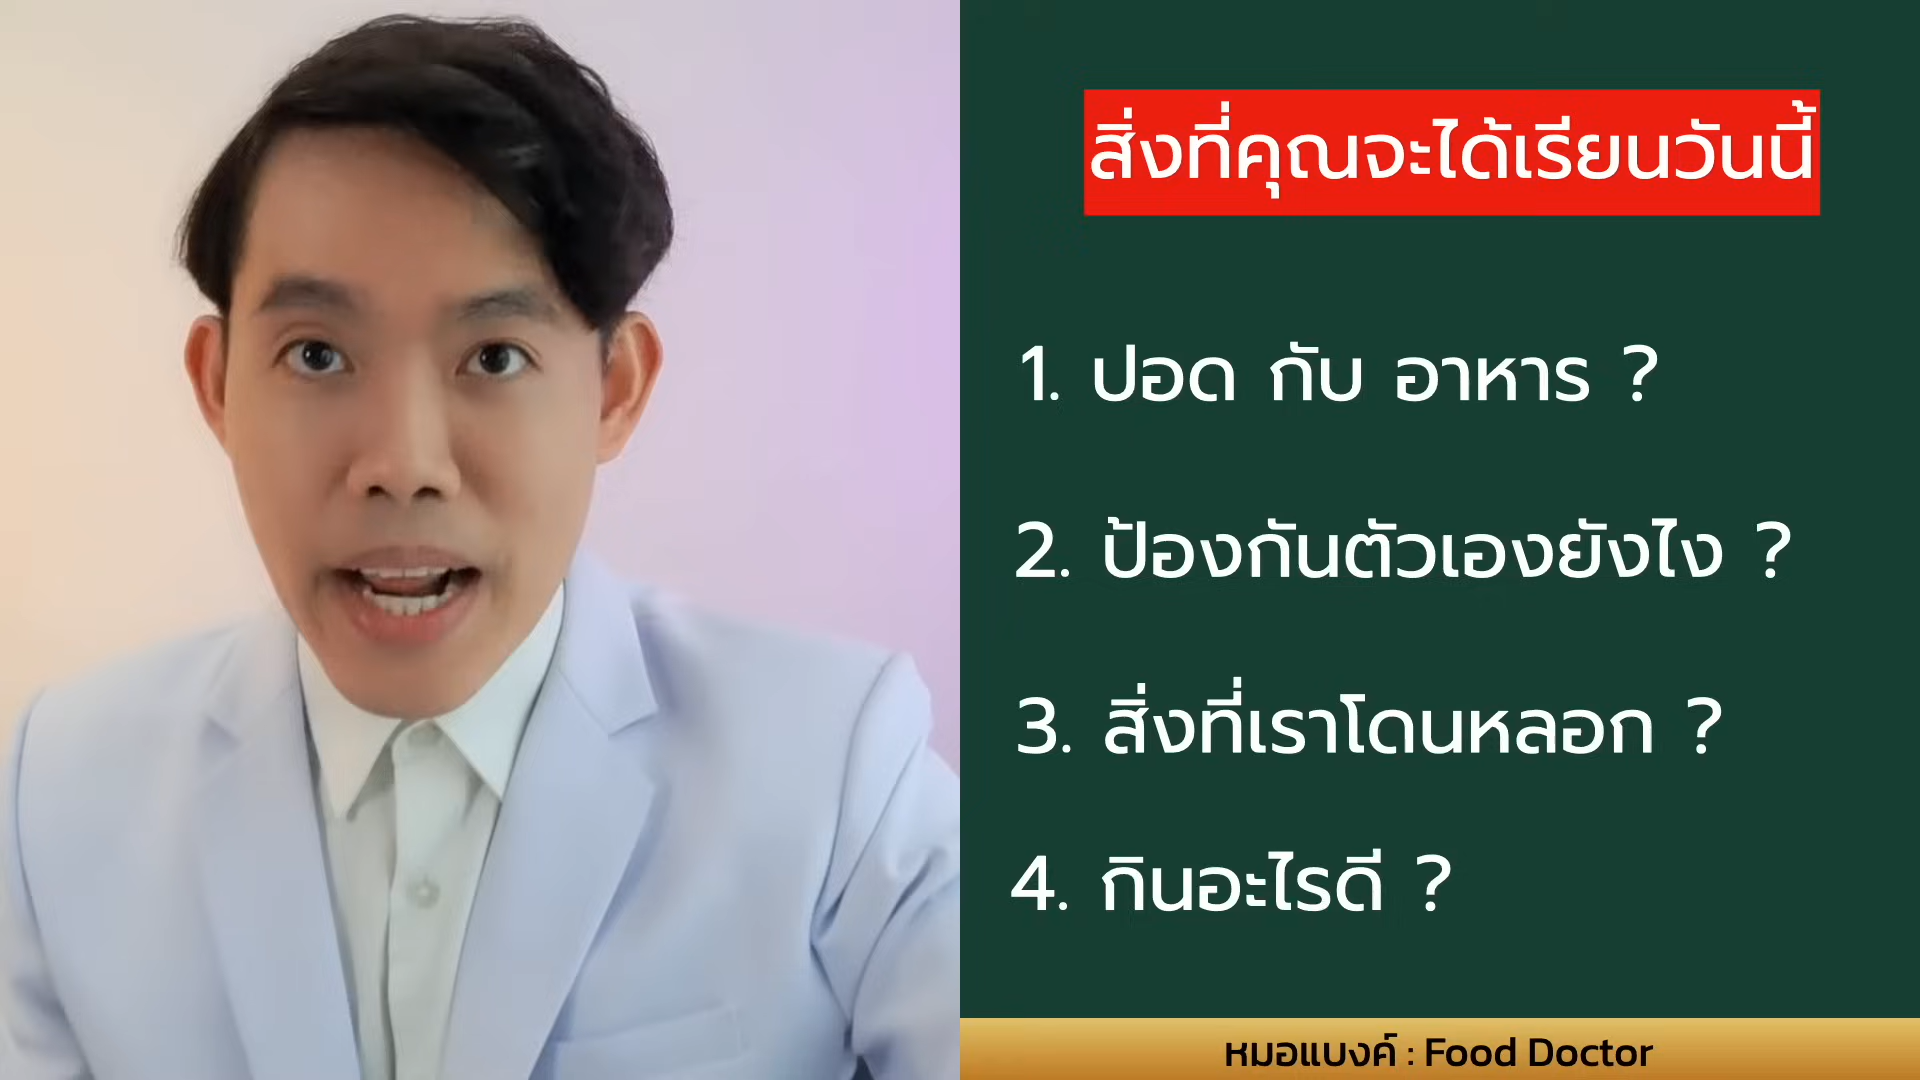 สิ่งที่คุณจะได้เรียนวันนี้
1. ปอด กับ อาหาร ?
2. ป้องกันตัวเองยังไง ?
3. สิ่งที่เราโดนหลอก ?
4. กินอะไรดี ?
หมอแบงค์ : Food Doctor